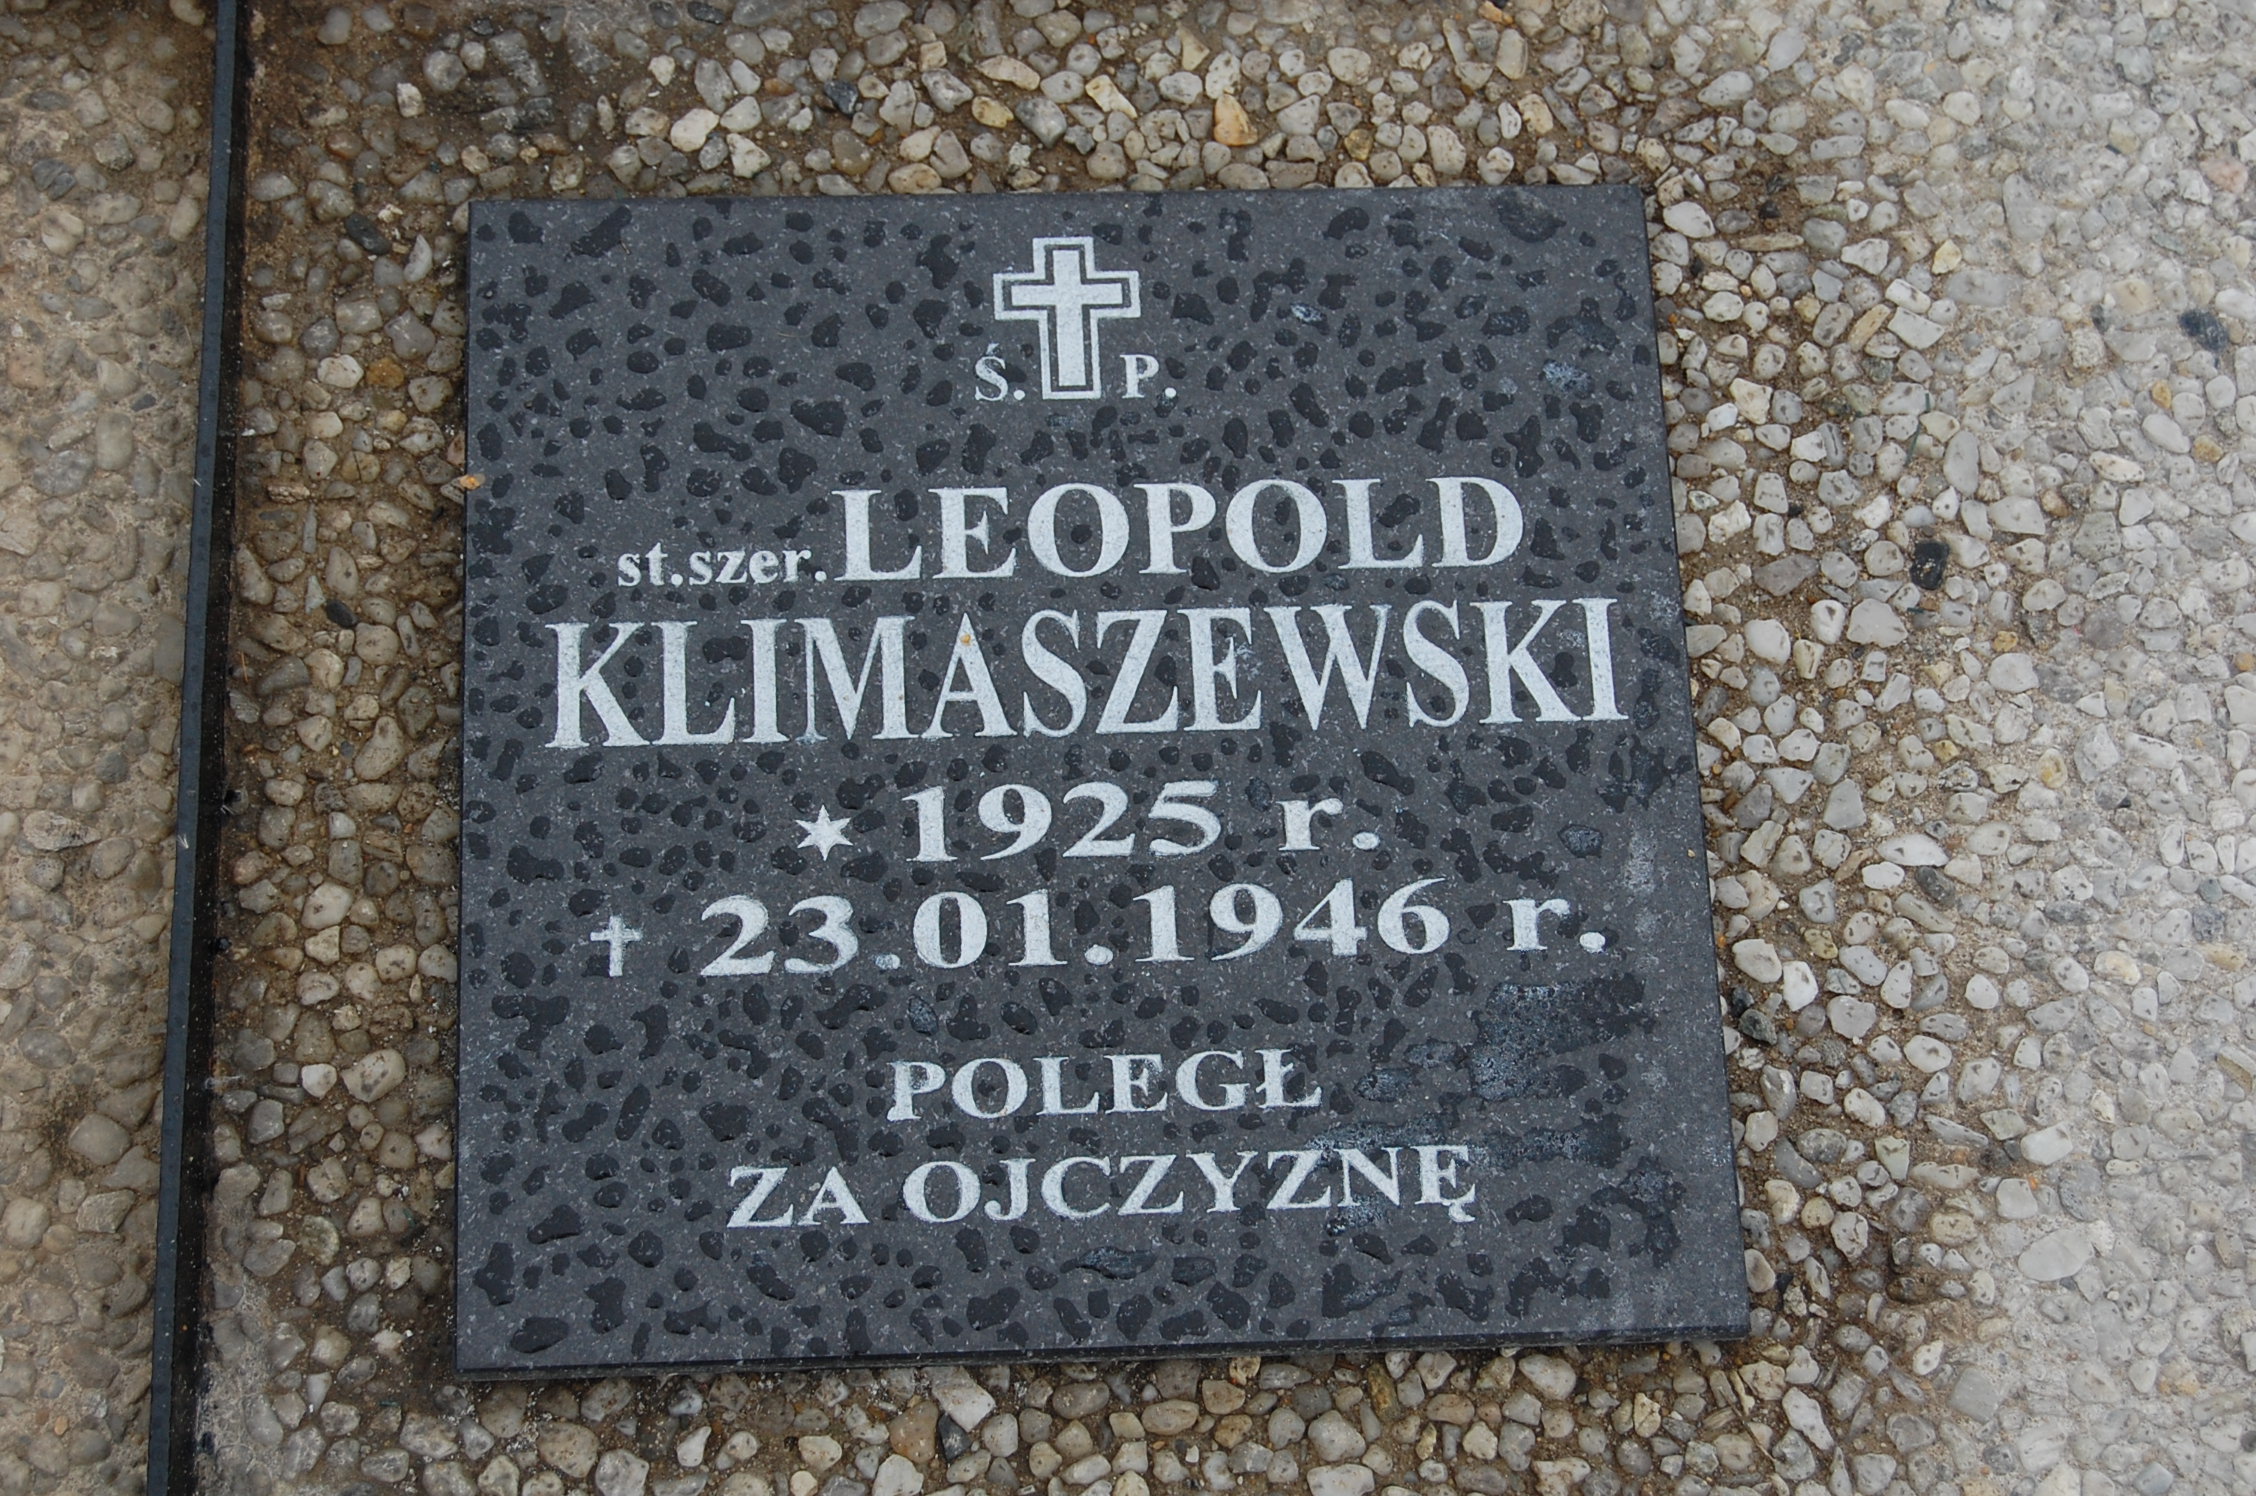 Ś. P.
st.szer. LEOPOLD
KLIMASZEWSKI
* 1925 r.
✝ 23.01.1946 r.
POLEGŁ
ZA OJCZYZNĘ